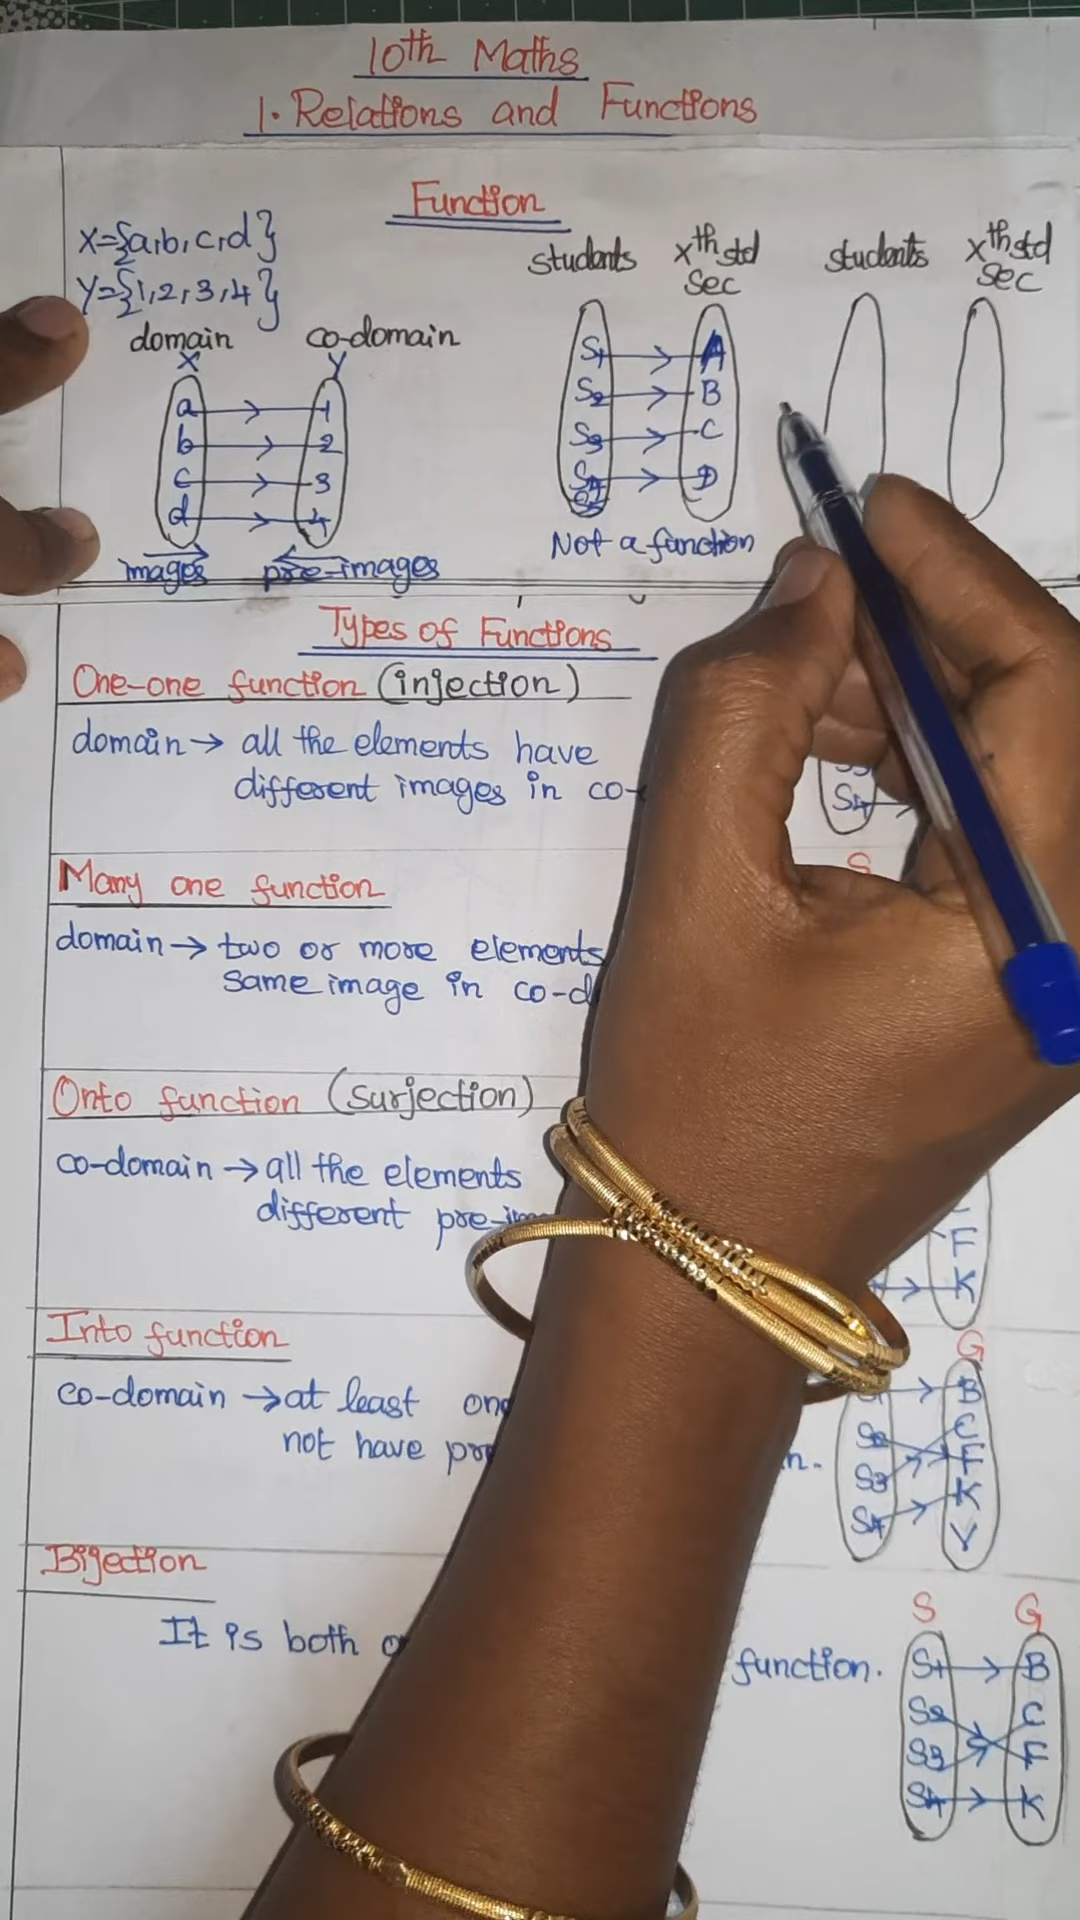 10th Maths
1. Relations and Functions
Function
X={a,b,c,d}
Y={1,2,3,4}
domain co-domain
X Y
a 1
b 2
c 3
d 4
images pre-images
students Xth std
sec
S1 A
S2 B
S3 C
S4 D
S5
Not a function
students Xth std
sec
Types of Functions
One-one function (injection)
domain → all the elements have
different images in co-
S4
Many one function
S
domain → two or more elements
same image in co-d
Onto function (surjection)
co-domain → all the elements
different pre-im
F
K
Into function
G
co-domain → at least one
not have pre
n.
B
S2 C
F
S3 K
S4 V
Bijection
It is both function.
S G
S1 B
S2 C
S3 F
S4 K